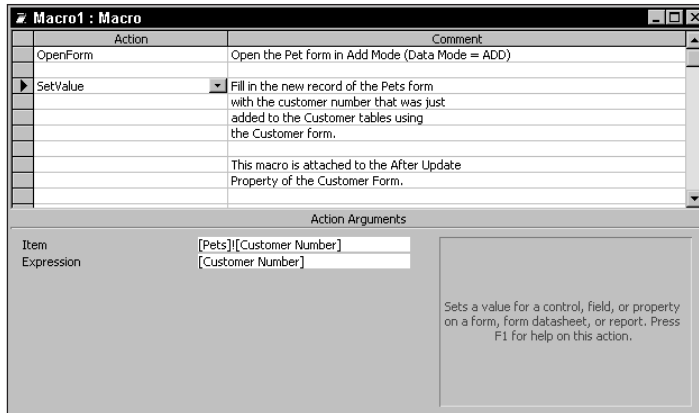 Macro1 : Macro
Action Comment
OpenForm Open the Pet form in Add Mode (Data Mode = ADD)
SetValue Fill in the new record of the Pets form
with the customer number that was just
added to the Customer tables using
the Customer form.
This macro is attached to the After Update
Property of the Customer Form.
Action Arguments
Item [Pets]![Customer Number]
Expression [Customer Number]
Sets a value for a control, field, or property
on a form, form datasheet, or report. Press
F1 for help on this action.